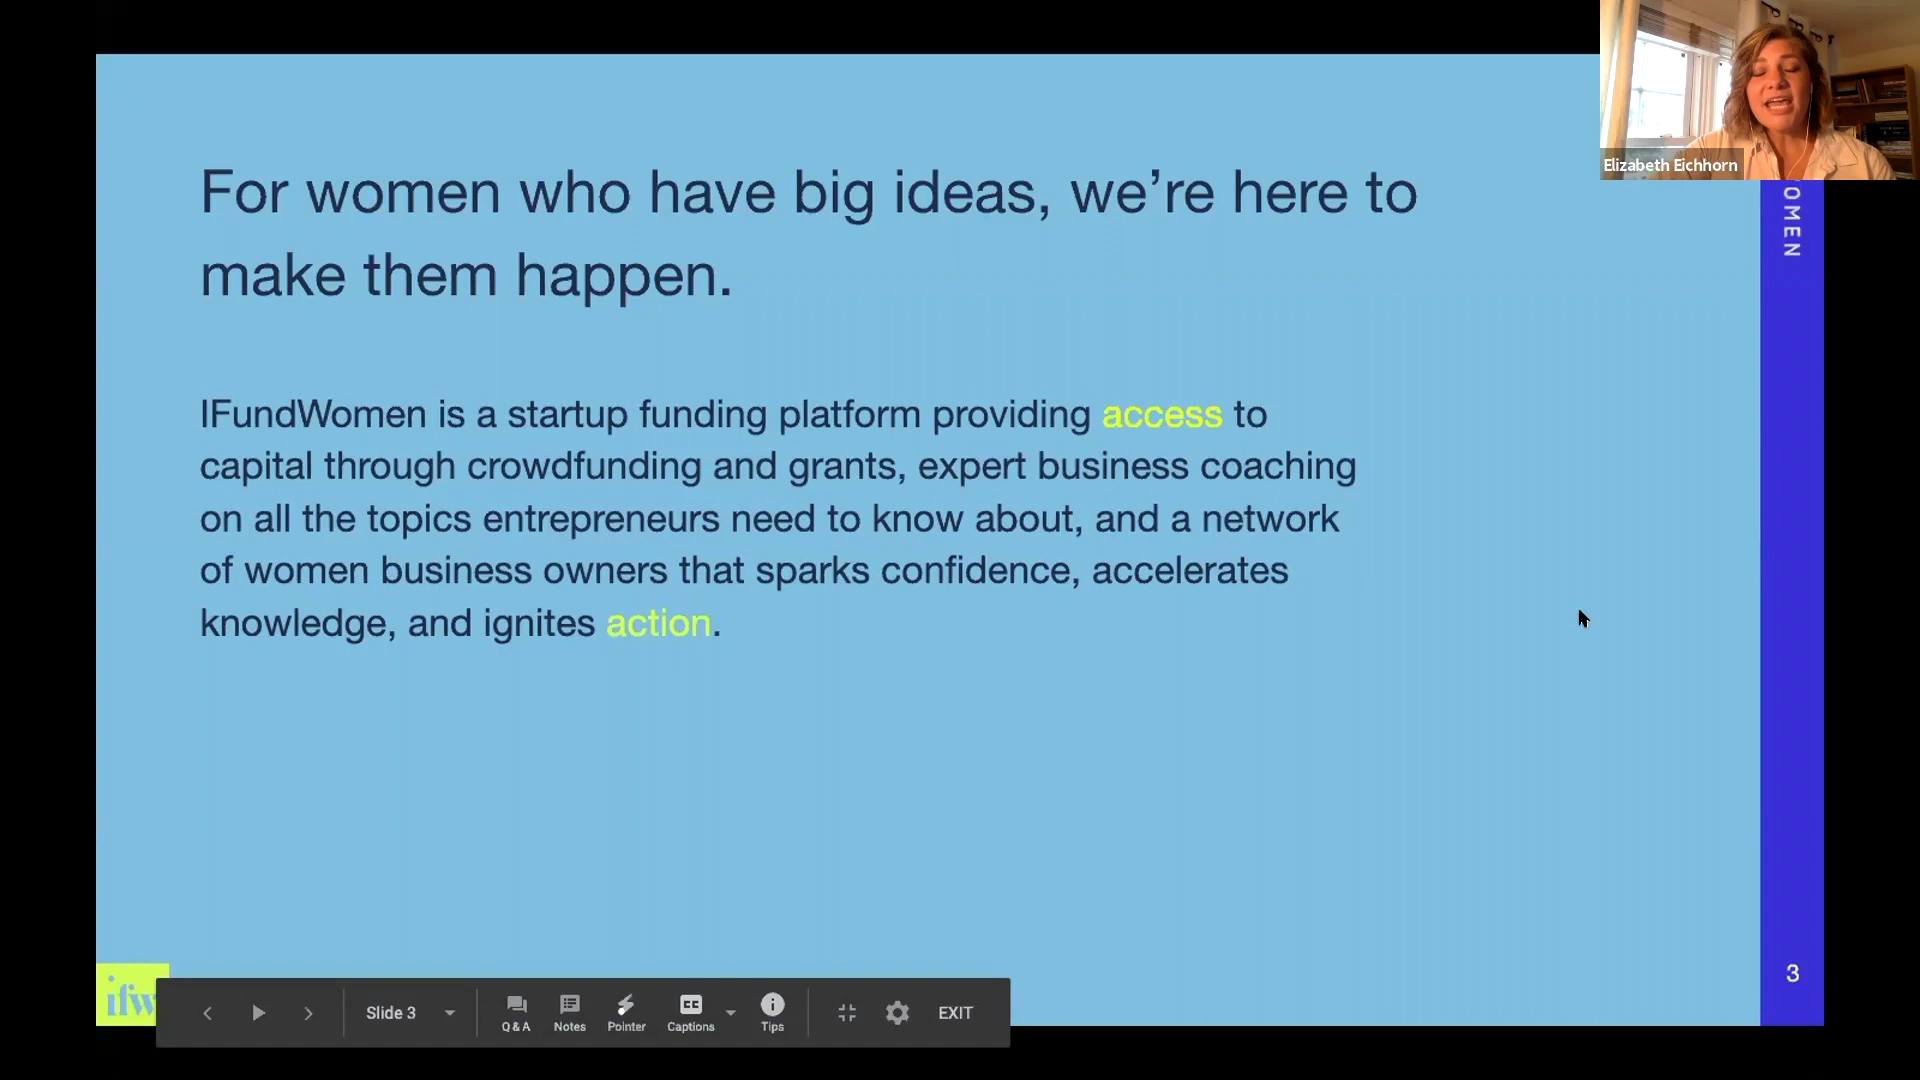 Elizabeth Eichhorn
OMEN
For women who have big ideas, we’re here to
make them happen.
IFundWomen is a startup funding platform providing access to
capital through crowdfunding and grants, expert business coaching
on all the topics entrepreneurs need to know about, and a network
of women business owners that sparks confidence, accelerates
knowledge, and ignites action.
3
ifw
Slide 3
Q&A
Notes
Pointer
CC
Captions
Tips
EXIT